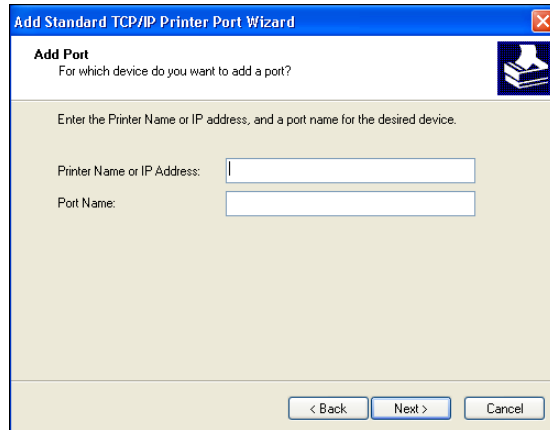 Add Standard TCP/IP Printer Port Wizard
Add Port
For which device do you want to add a port?
Enter the Printer Name or IP address, and a port name for the desired device.
Printer Name or IP Address:
Port Name:
< Back Next > Cancel